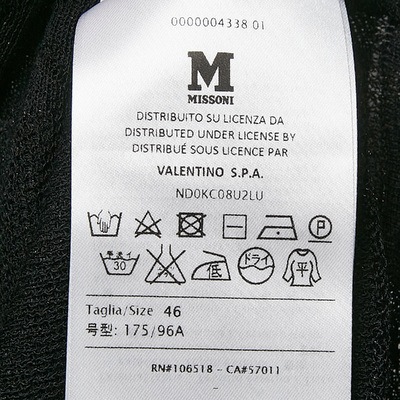 0000004338 01
M
MISSONI
DISTRIBUITO SU LICENZA DA
DISTRIBUTED UNDER LICENSE BY
DISTRIBUÉ SOUS LICENCE PAR
VALENTINO S.P.A.
ND0KC08U2LU
P
30 低 ドライ 平
Taglia/Size 46
号型: 175/96A
RN#106518 - CA#57011